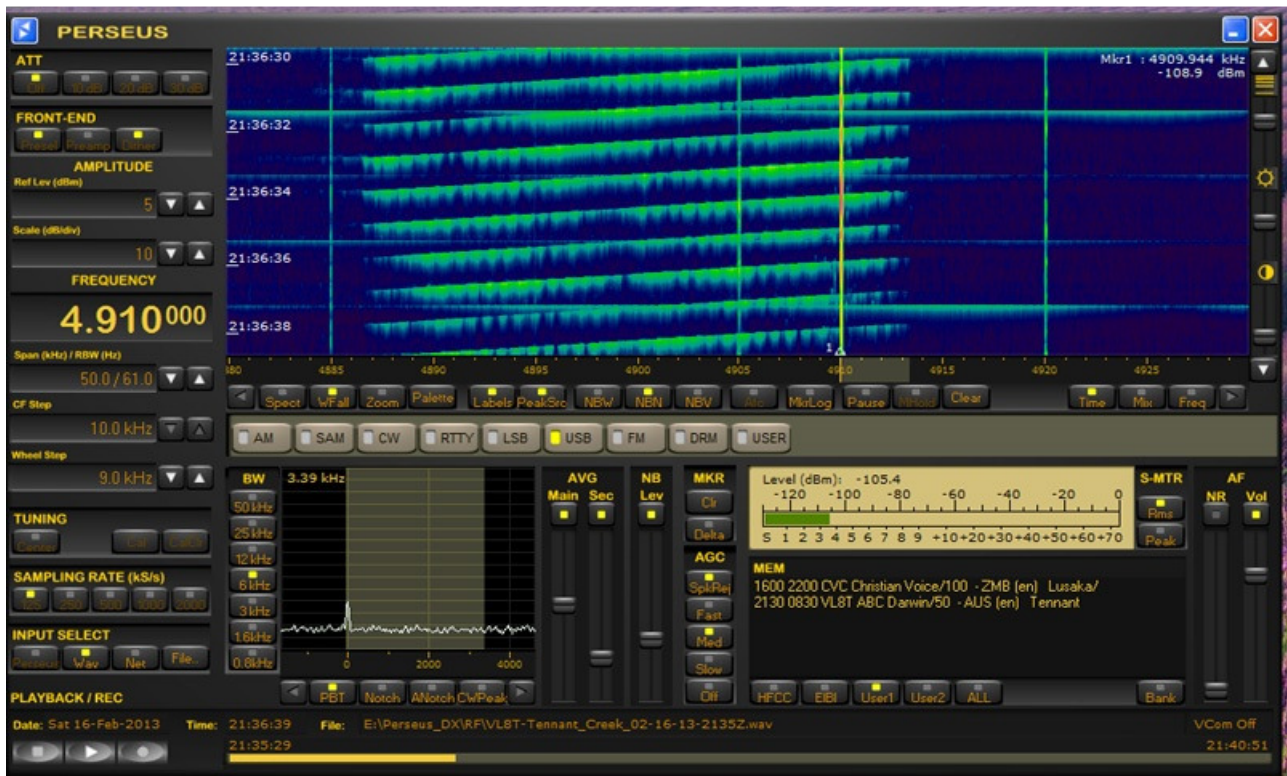 PERSEUS
ATT
Off 10 dB 20 dB 30 dB
FRONT-END
Presel Preamp Dither
AMPLITUDE
Ref Lev (dBm)
5
Scale (dB/div)
10
FREQUENCY
4.910000
Span (kHz) / RBW (Hz)
50.0 / 61.0
CF Step
10.0 kHz
Wheel Step
9.0 kHz
TUNING
Center Cal CalClr
SAMPLING RATE (kS/s)
125 250 500 1000 2000
INPUT SELECT
Perseus Wav Net File..
PLAYBACK / REC
21:36:30
21:36:32
21:36:34
21:36:36
21:36:38
Mkr1 : 4909.944 kHz
-108.9 dBm
1
380 4885 4890 4895 4900 4905 4910 4915 4920 4925
Spect WFall Zoom Palette Labels PeakSrc NBW NBN NBV Afc MkrLog Pause MHold Clear Time Mix Freq
AM SAM CW RTTY LSB USB FM DRM USER
BW
50 kHz
25 kHz
12 kHz
6 kHz
3 kHz
1.6kHz
0.8kHz
3.39 kHz
0 2000 4000
PBT Notch ANotch CWPeak
AVG
Main Sec
NB
Lev
MKR
Clr
Delta
AGC
SplRej
Fast
Med
Slow
Off
Level (dBm): -105.4
-120 -100 -80 -60 -40 -20 0
S 1 2 3 4 5 6 7 8 9 +10+20+30+40+50+60+70
S-MTR
Rms
Peak
AF
NR Vol
MEM
1600 2200 CVC Christian Voice/100 - ZMB (en) Lusaka/
2130 0830 VL8T ABC Darwin/50 - AUS (en) Tennant
HFCC EIBI User1 User2 ALL Bank
Date: Sat 16-Feb-2013 Time: 21:36:39 File: E:\Perseus_DX\RF\VL8T-Tennant_Creek_02-16-13-2135Z.wav VCom Off
21:35:29 21:40:51